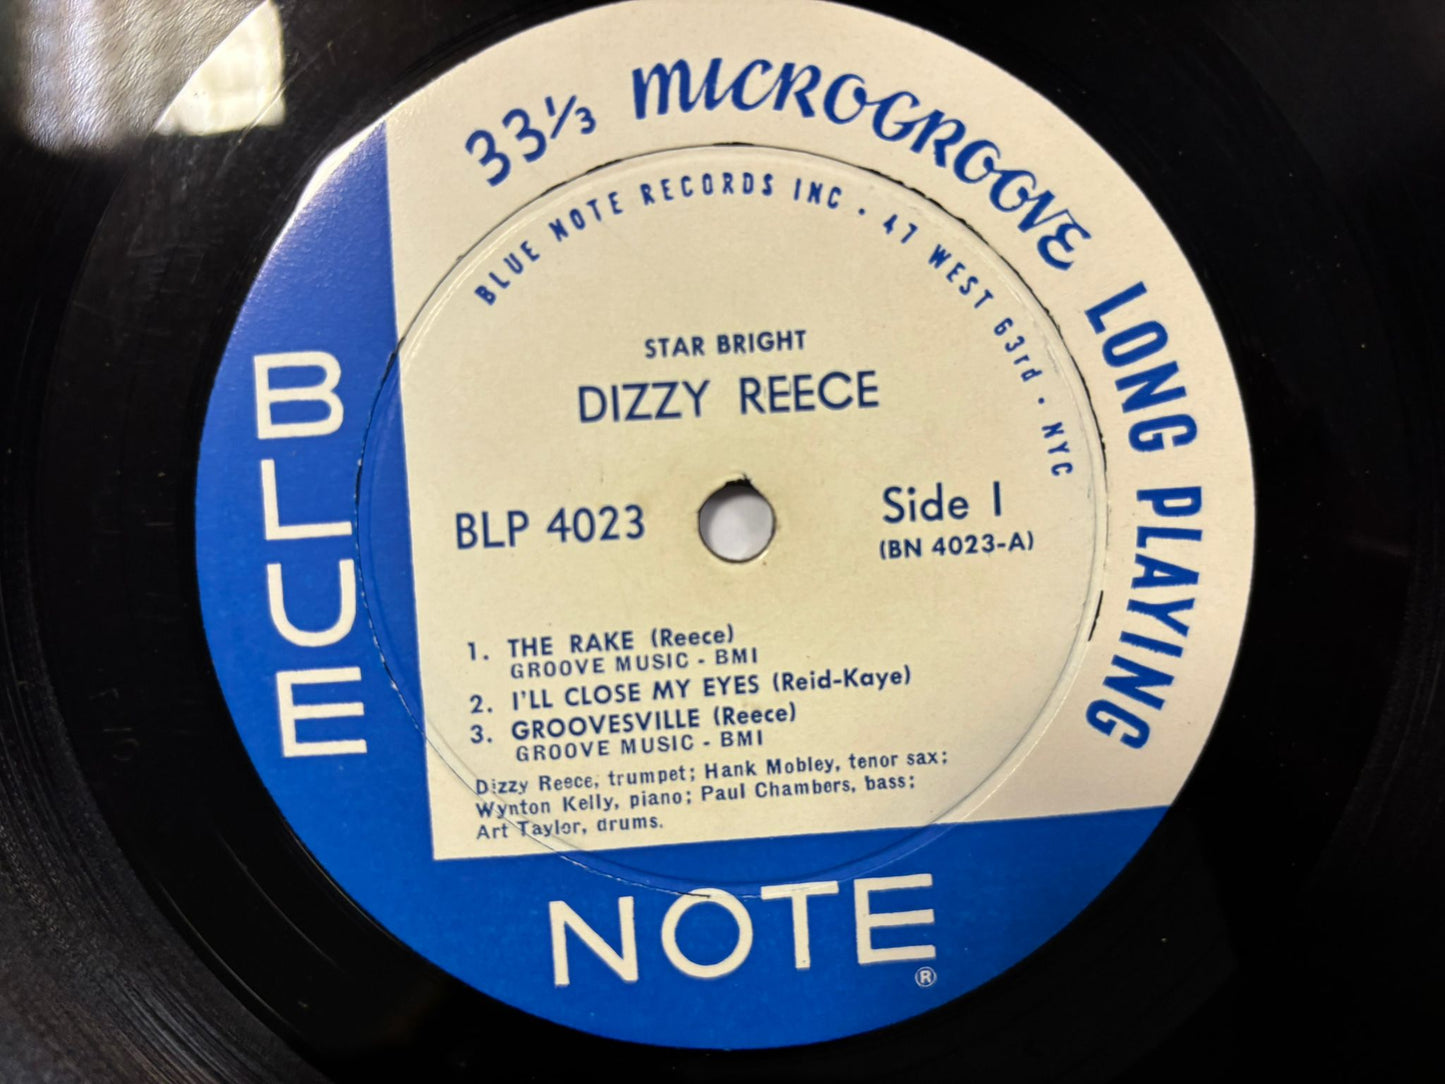 33⅓ MICROGROOVE LONG PLAYING
BLUE NOTE RECORDS INC · 47 WEST 63rd · NYC
STAR BRIGHT
DIZZY REECE
BLP 4023
Side 1
(BN 4023-A)
1. THE RAKE (Reece)
GROOVE MUSIC - BMI
2. I'LL CLOSE MY EYES (Reid-Kaye)
3. GROOVESVILLE (Reece)
GROOVE MUSIC - BMI
Dizzy Reece, trumpet; Hank Mobley, tenor sax;
Wynton Kelly, piano; Paul Chambers, bass;
Art Taylor, drums.
BLUE
NOTE
®